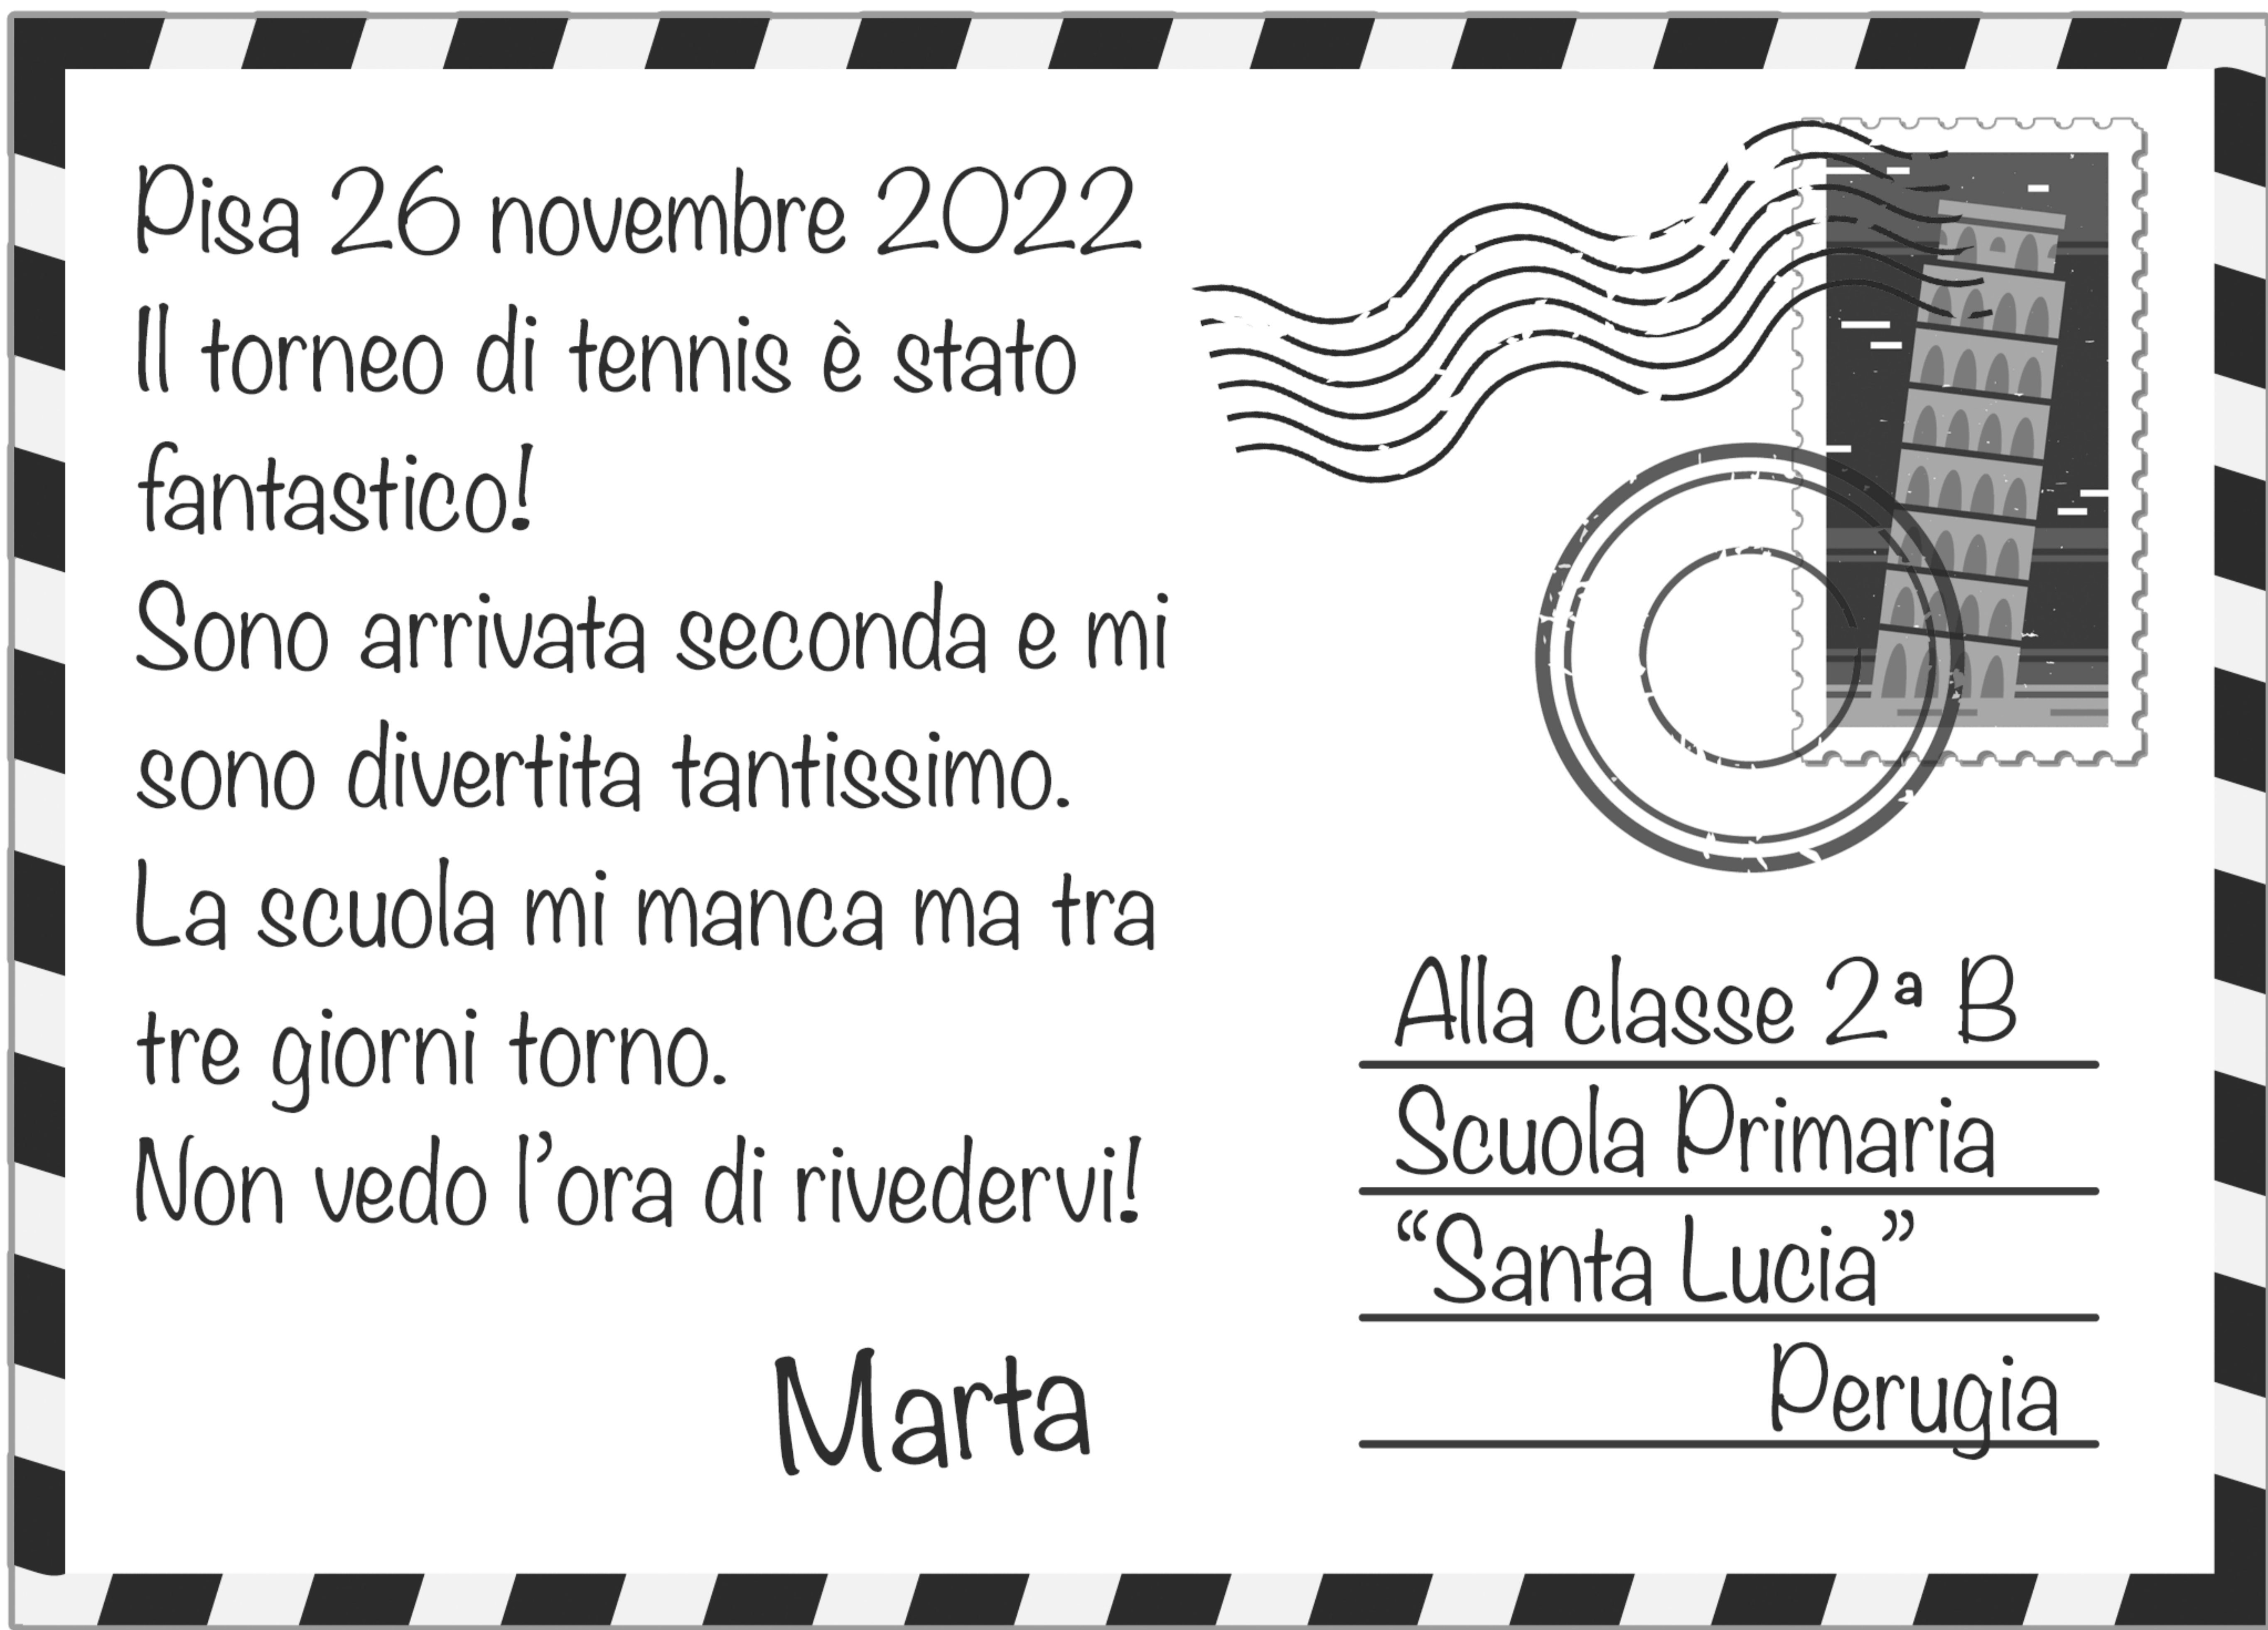 Pisa 26 novembre 2022
Il torneo di tennis è stato
fantastico!
Sono arrivata seconda e mi
sono divertita tantissimo.
La scuola mi manca ma tra
tre giorni torno.
Non vedo l’ora di rivedervi!
Marta
Alla classe 2ª B
Scuola Primaria
“Santa Lucia”
Perugia